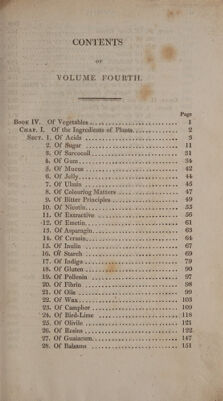 CONTENTS
OF
VOLUME FOURTH.
Page
Book IV. Of Vegetables 1
Chap. I. Of the Ingredients of Plants 2
Sect. 1. Of Acids 3
2. Of Sugar 11
3. Of Sarcocoll 31
4. Of Gum 34
5. Of Mucus 42
6. Of Jelly 44
7. Of Ulmin 45
8. Of Colouring Matters 47
9. Of Bitter Principles 49
10. Of Nicotin 55
11. Of Extractive 56
12. Of Emetin 61
13. Of Asparagin 63
14. Of Cerasin 64
15. Of Inulin 67
16. Of Starch 69
17. Of Indigo 79
18. Of Gluten 90
19. Of Pollenin 97
20. Of Fibrin 98
21. Of Oils 99
22. Of Wax 103
23. Of Camphor 109
24. Of Bird-Lime 118
25. Of Olivile 121
26. Of Resins 122
27. Of Guaiacum 147
28. Of Balsams 151